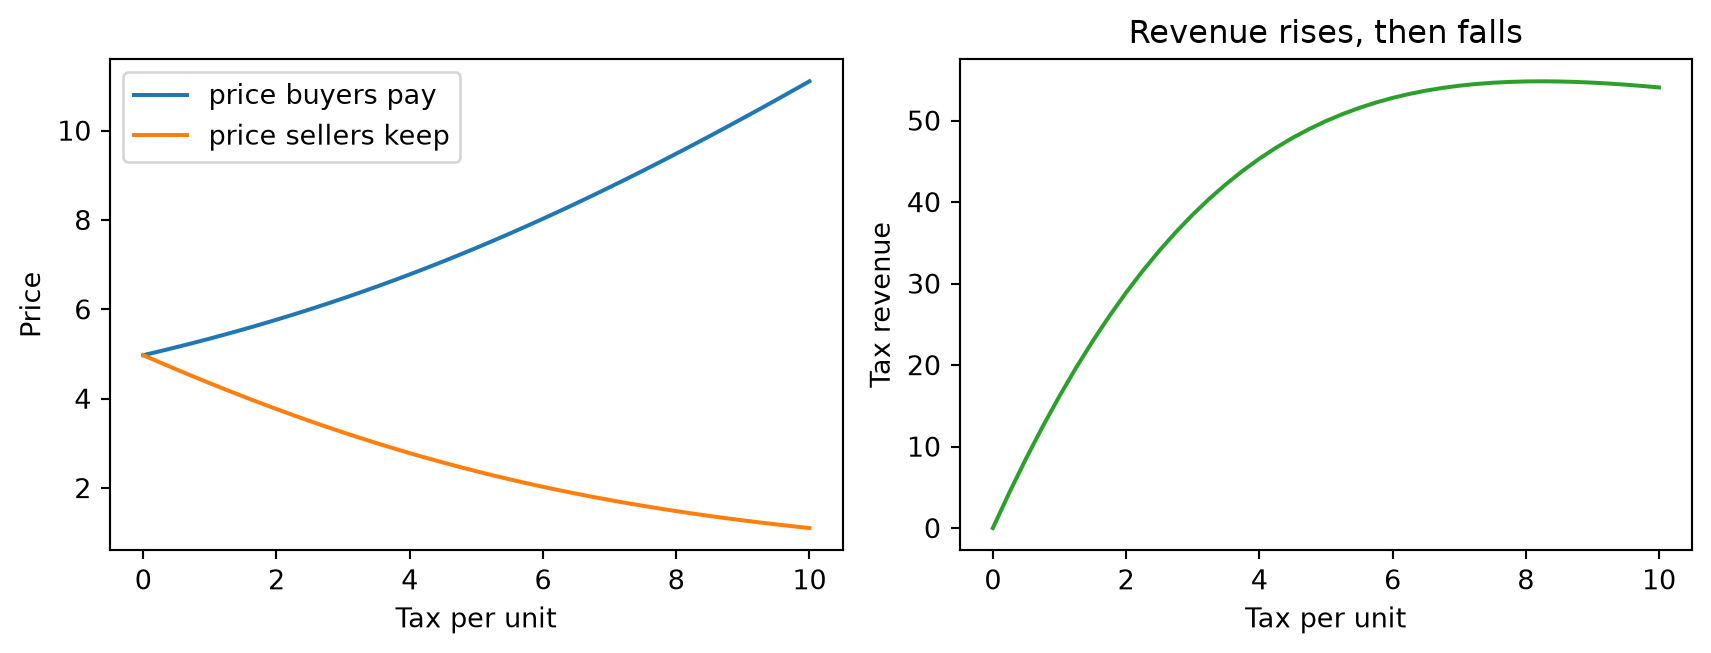 price buyers pay
price sellers keep
Price
10
8
6
4
2
0 2 4 6 8 10
Tax per unit
Revenue rises, then falls
Tax revenue
50
40
30
20
10
0
0 2 4 6 8 10
Tax per unit